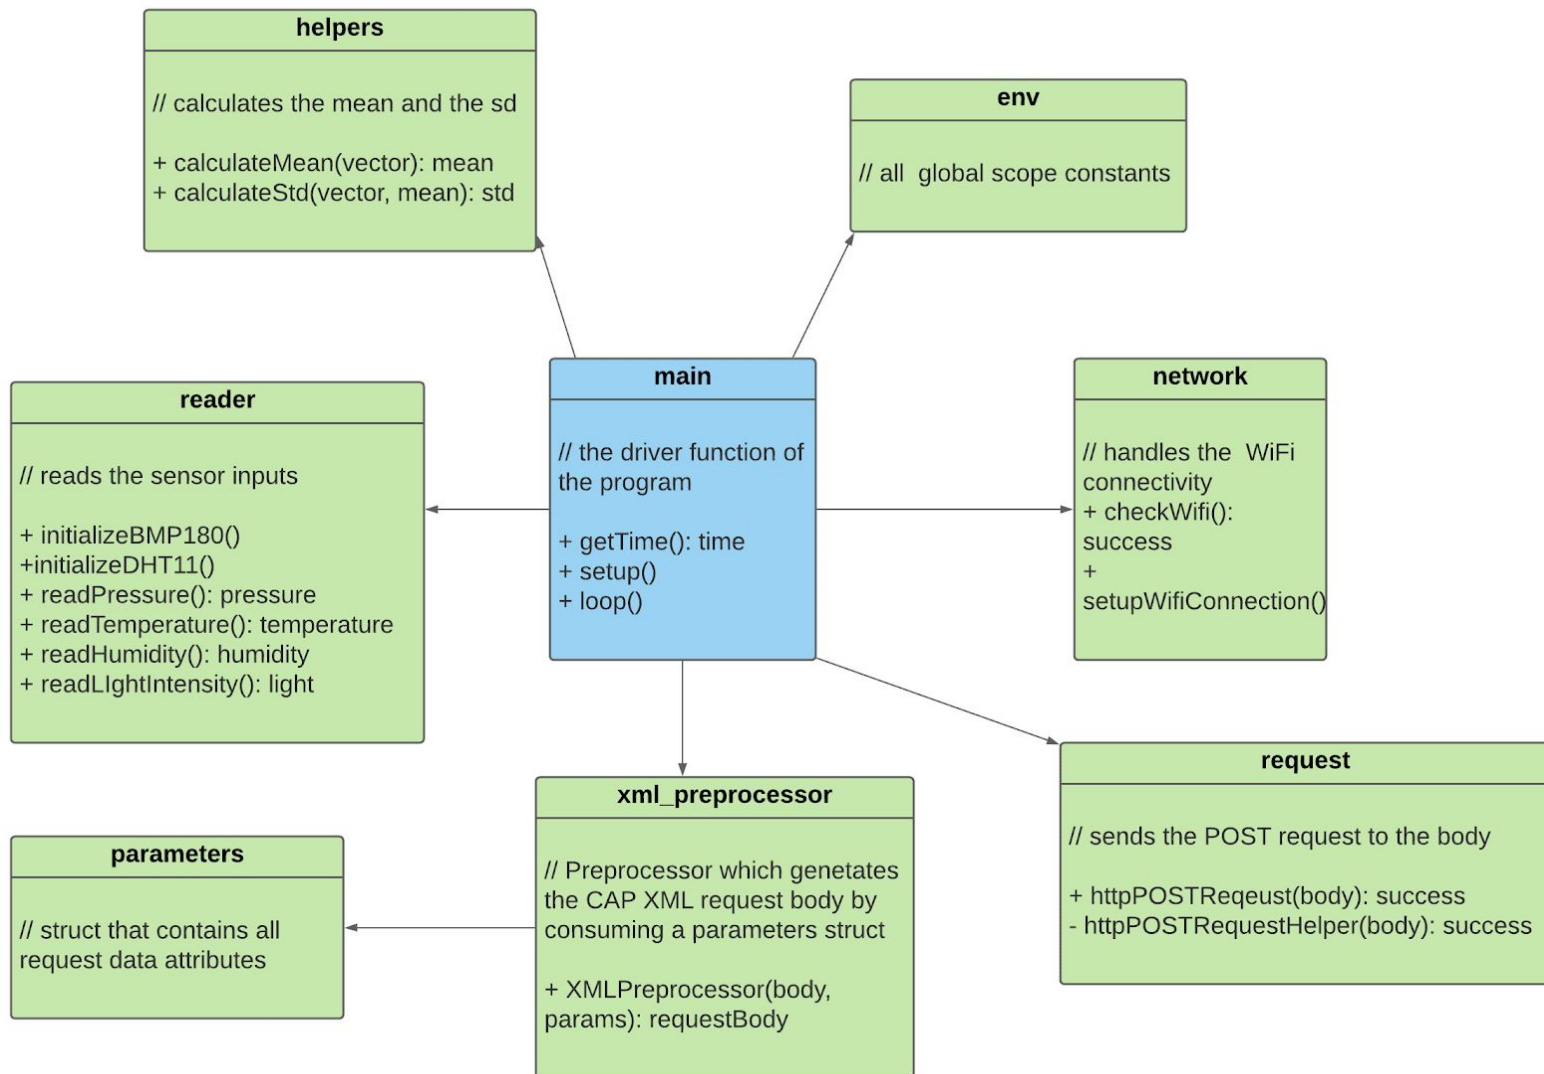 helpers
// calculates the mean and the sd
+ calculateMean(vector): mean
+ calculateStd(vector, mean): std
env
// all  global scope constants
reader
// reads the sensor inputs
+ initializeBMP180()
+initializeDHT11()
+ readPressure(): pressure
+ readTemperature(): temperature
+ readHumidity(): humidity
+ readLIghtIntensity(): light
main
// the driver function of
the program
+ getTime(): time
+ setup()
+ loop()
network
// handles the  WiFi
connectivity
+ checkWifi():
success
+
setupWifiConnection()
parameters
// struct that contains all
request data attributes
xml_preprocessor
// Preprocessor which genetates
the CAP XML request body by
consuming a parameters struct
+ XMLPreprocessor(body,
params): requestBody
request
// sends the POST request to the body
+ httpPOSTReqeust(body): success
- httpPOSTRequestHelper(body): success